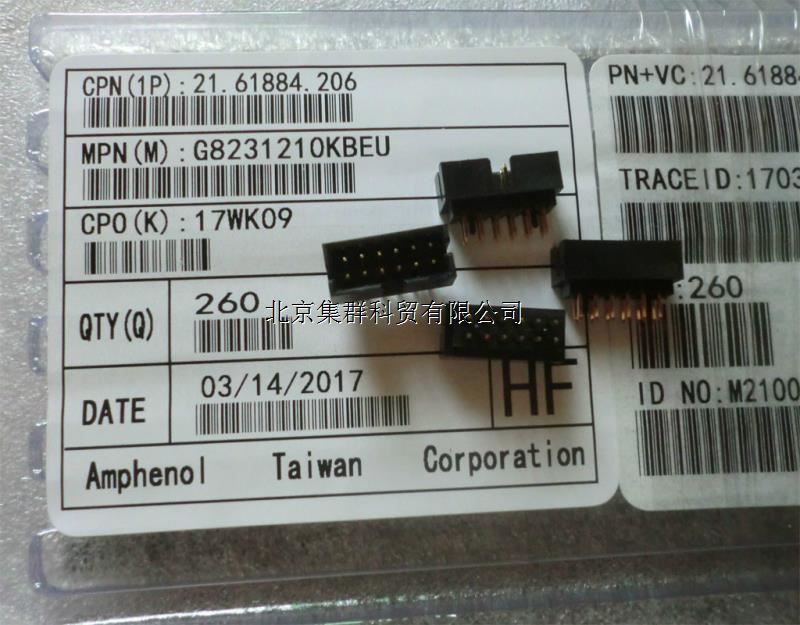 CPN(1P):21.61884.206
MPN(M):G8231210KBEU
CPO(K):17WK09
QTY(Q) 260
DATE 03/14/2017
HF
Amphenol Taiwan Corporation
PN+VC:21.6188
TRACEID:1703
:260
ID NO:M2100
北京集群科贸有限公司